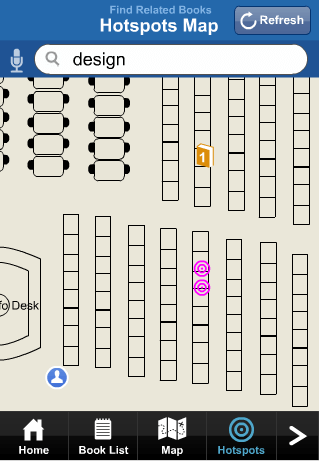 Find Related Books
Hotspots Map
Refresh
design
1
fo Desk
Home
Book List
Map
Hotspots